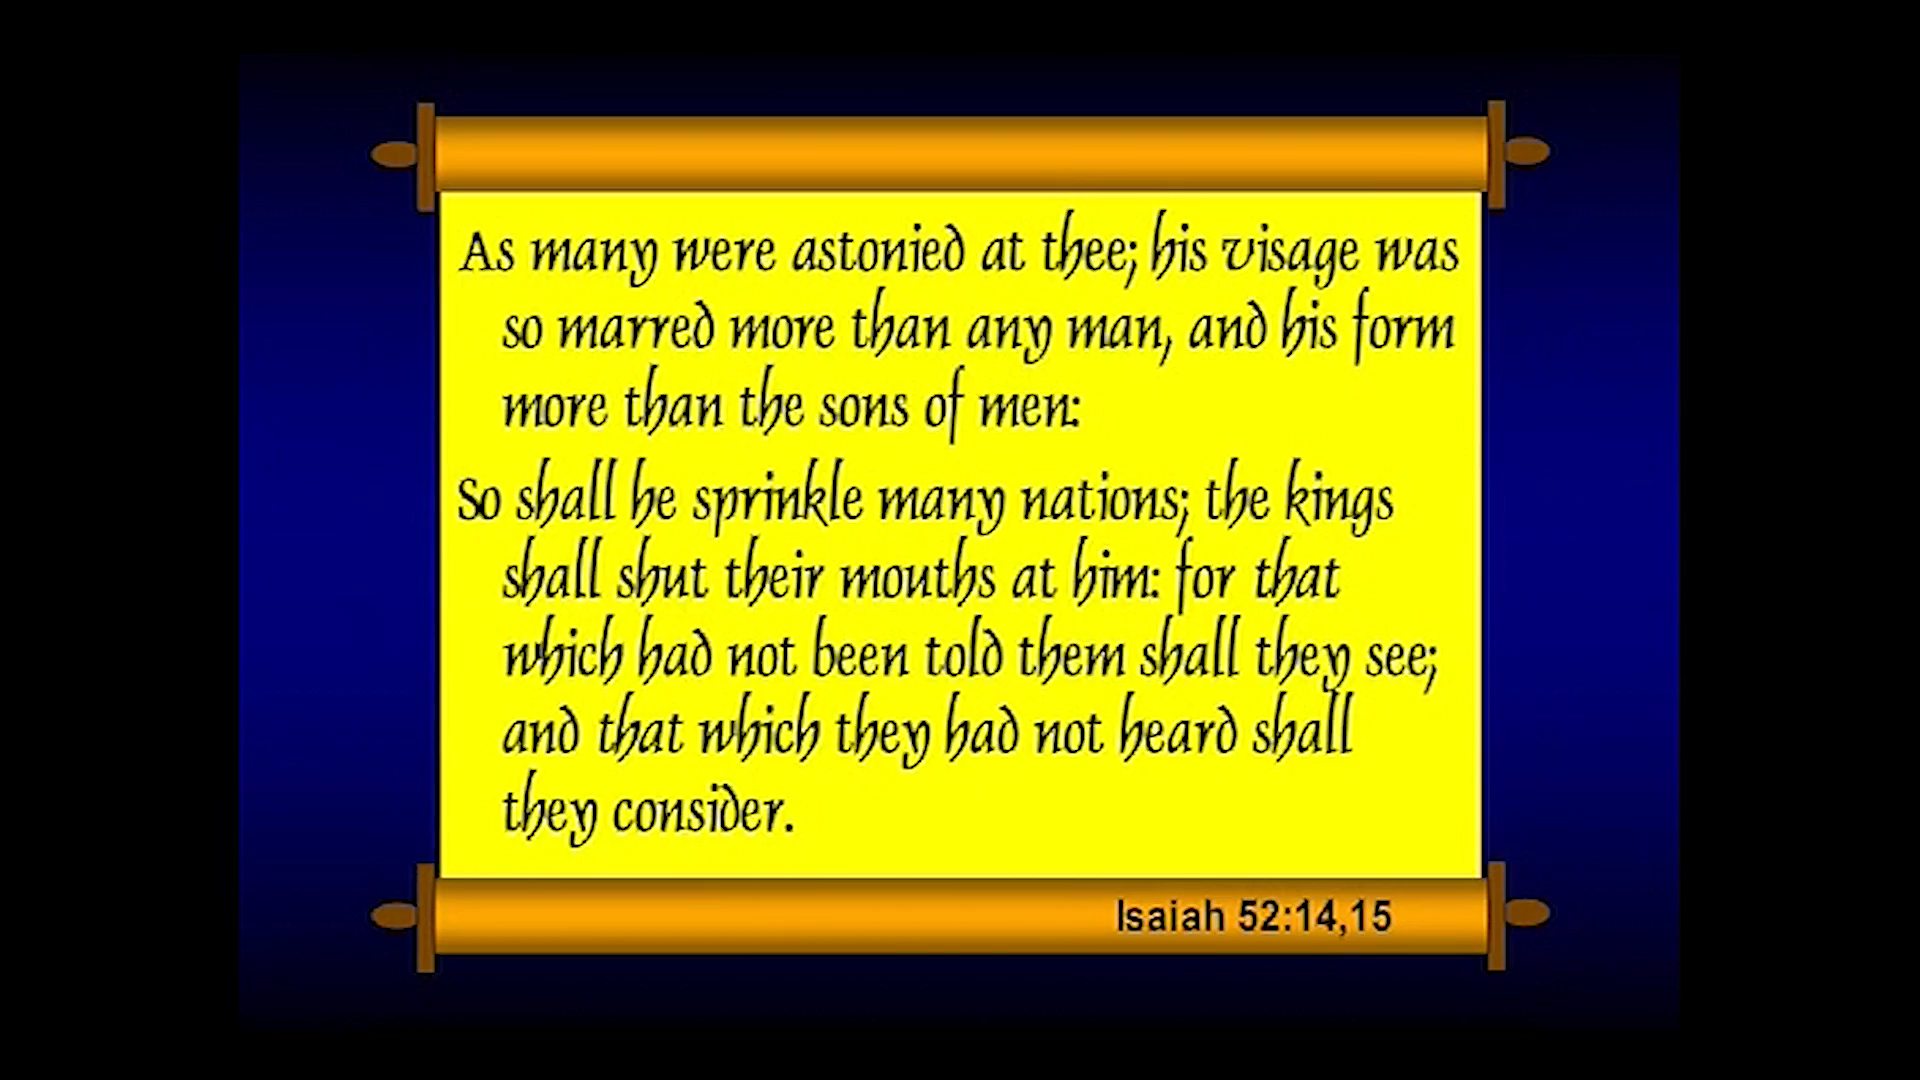 As many were astonied at thee; his visage was
so marred more than any man, and his form
more than the sons of men:
So shall he sprinkle many nations; the kings
shall shut their mouths at him: for that
which had not been told them shall they see;
and that which they had not heard shall
they consider.
Isaiah 52:14,15